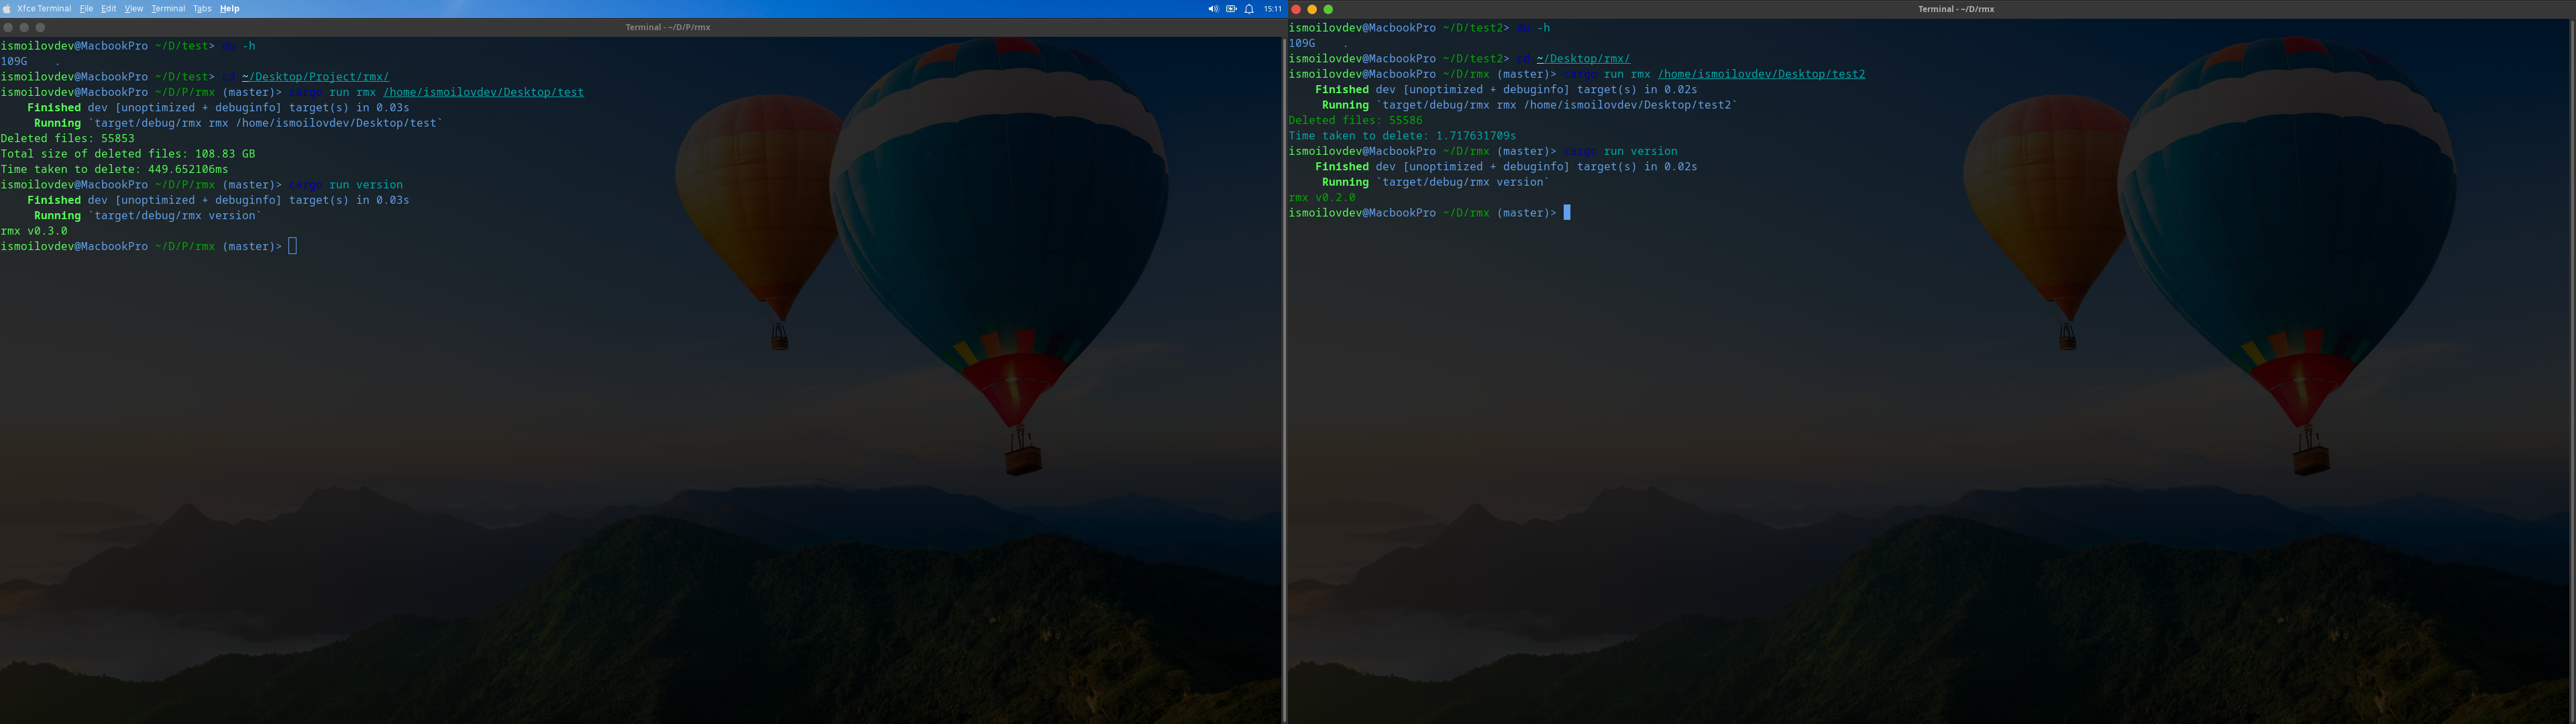 Xfce Terminal File Edit View Terminal Tabs Help
15:11
Terminal - ~/D/P/rmx
ismoilovdev@MacbookPro ~/D/test> du -h
109G    .
ismoilovdev@MacbookPro ~/D/test> cd ~/Desktop/Project/rmx/
ismoilovdev@MacbookPro ~/D/P/rmx (master)> cargo run rmx /home/ismoilovdev/Desktop/test
    Finished dev [unoptimized + debuginfo] target(s) in 0.03s
     Running `target/debug/rmx rmx /home/ismoilovdev/Desktop/test`
Deleted files: 55853
Total size of deleted files: 108.83 GB
Time taken to delete: 449.652106ms
ismoilovdev@MacbookPro ~/D/P/rmx (master)> cargo run version
    Finished dev [unoptimized + debuginfo] target(s) in 0.03s
     Running `target/debug/rmx version`
rmx v0.3.0
ismoilovdev@MacbookPro ~/D/P/rmx (master)>
Terminal - ~/D/rmx
ismoilovdev@MacbookPro ~/D/test2> du -h
109G    .
ismoilovdev@MacbookPro ~/D/test2> cd ~/Desktop/rmx/
ismoilovdev@MacbookPro ~/D/rmx (master)> cargo run rmx /home/ismoilovdev/Desktop/test2
    Finished dev [unoptimized + debuginfo] target(s) in 0.02s
     Running `target/debug/rmx rmx /home/ismoilovdev/Desktop/test2`
Deleted files: 55586
Time taken to delete: 1.717631709s
ismoilovdev@MacbookPro ~/D/rmx (master)> cargo run version
    Finished dev [unoptimized + debuginfo] target(s) in 0.02s
     Running `target/debug/rmx version`
rmx v0.2.0
ismoilovdev@MacbookPro ~/D/rmx (master)>